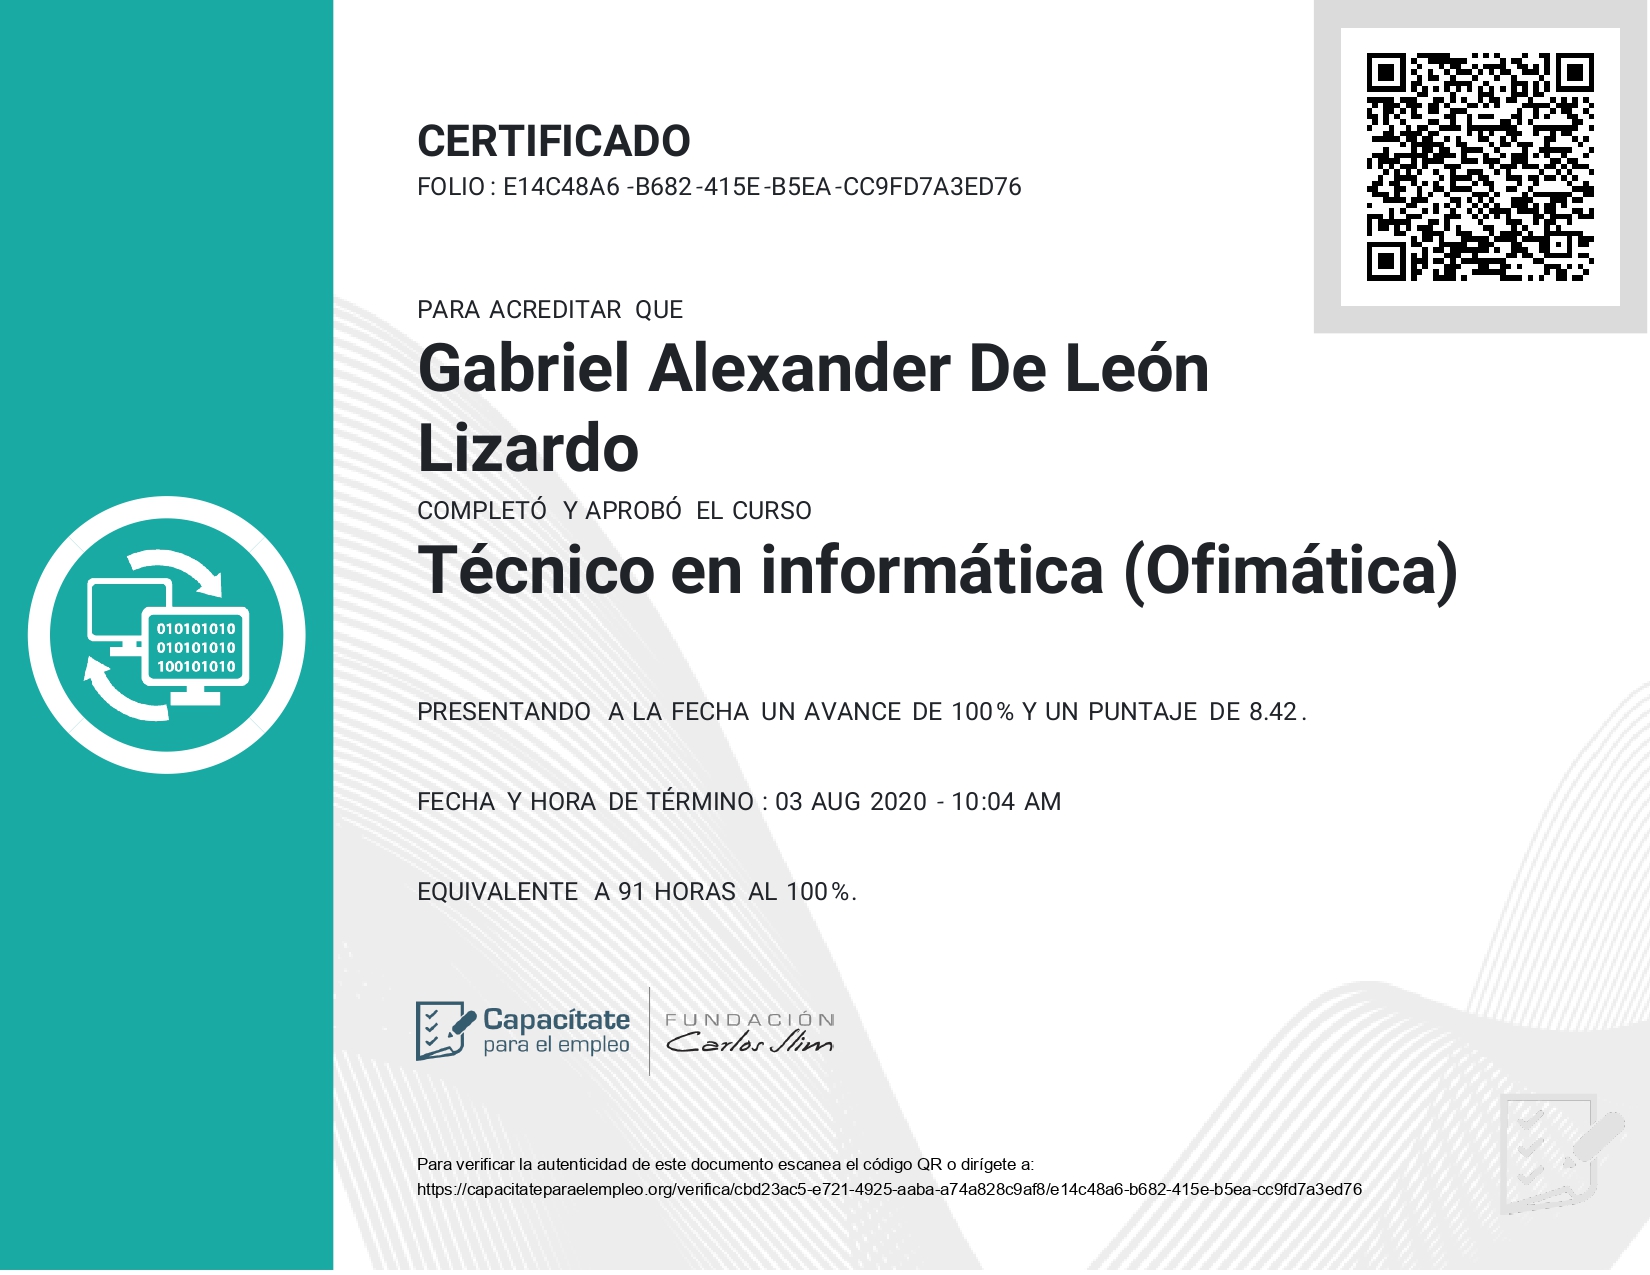 CERTIFICADO
FOLIO : E14C48A6 -B682 -415E -B5EA -CC9FD7A3ED76
PARA ACREDITAR QUE
Gabriel Alexander De León
Lizardo
COMPLETÓ Y APROBÓ EL CURSO
Técnico en informática (Ofimática)
010101010
010101010
100101010
PRESENTANDO A LA FECHA UN AVANCE DE 100% Y UN PUNTAJE DE 8.42.
FECHA Y HORA DE TÉRMINO : 03 AUG 2020 - 10:04 AM
EQUIVALENTE A 91 HORAS AL 100%.
Capacítate
para el empleo
FUNDACIÓN
Carlos Slim
Para verificar la autenticidad de este documento escanea el código QR o dirígete a:
https://capacitateparaelempleo.org/verifica/cbd23ac5-e721-4925-aaba-a74a828c9af8/e14c48a6-b682-415e-b5ea-cc9fd7a3ed76